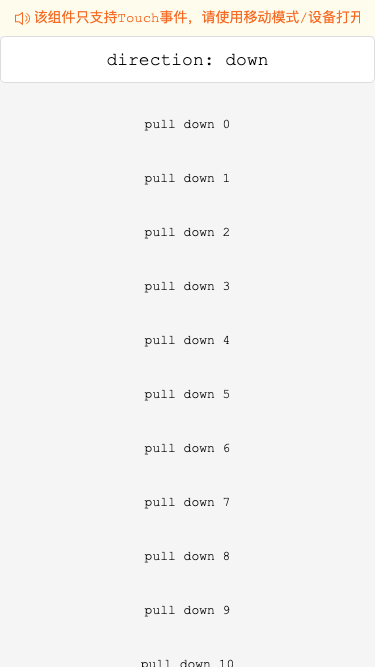 该组件只支持Touch事件，请使用移动模式/设备打开
direction: down
pull down 0
pull down 1
pull down 2
pull down 3
pull down 4
pull down 5
pull down 6
pull down 7
pull down 8
pull down 9
pull down 10